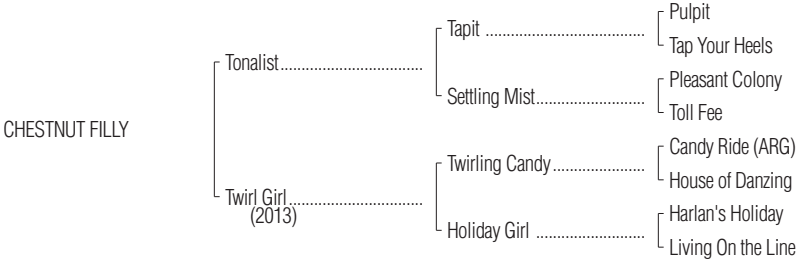 Pulpit
Tapit ..........................................
Tap Your Heels
Tonalist......................................
Pleasant Colony
Settling Mist.............................
Toll Fee
CHESTNUT FILLY
Candy Ride (ARG)
Twirling Candy........................
House of Danzing
Twirl Girl...................................
(2013)
Harlan's Holiday
Holiday Girl ............................
Living On the Line